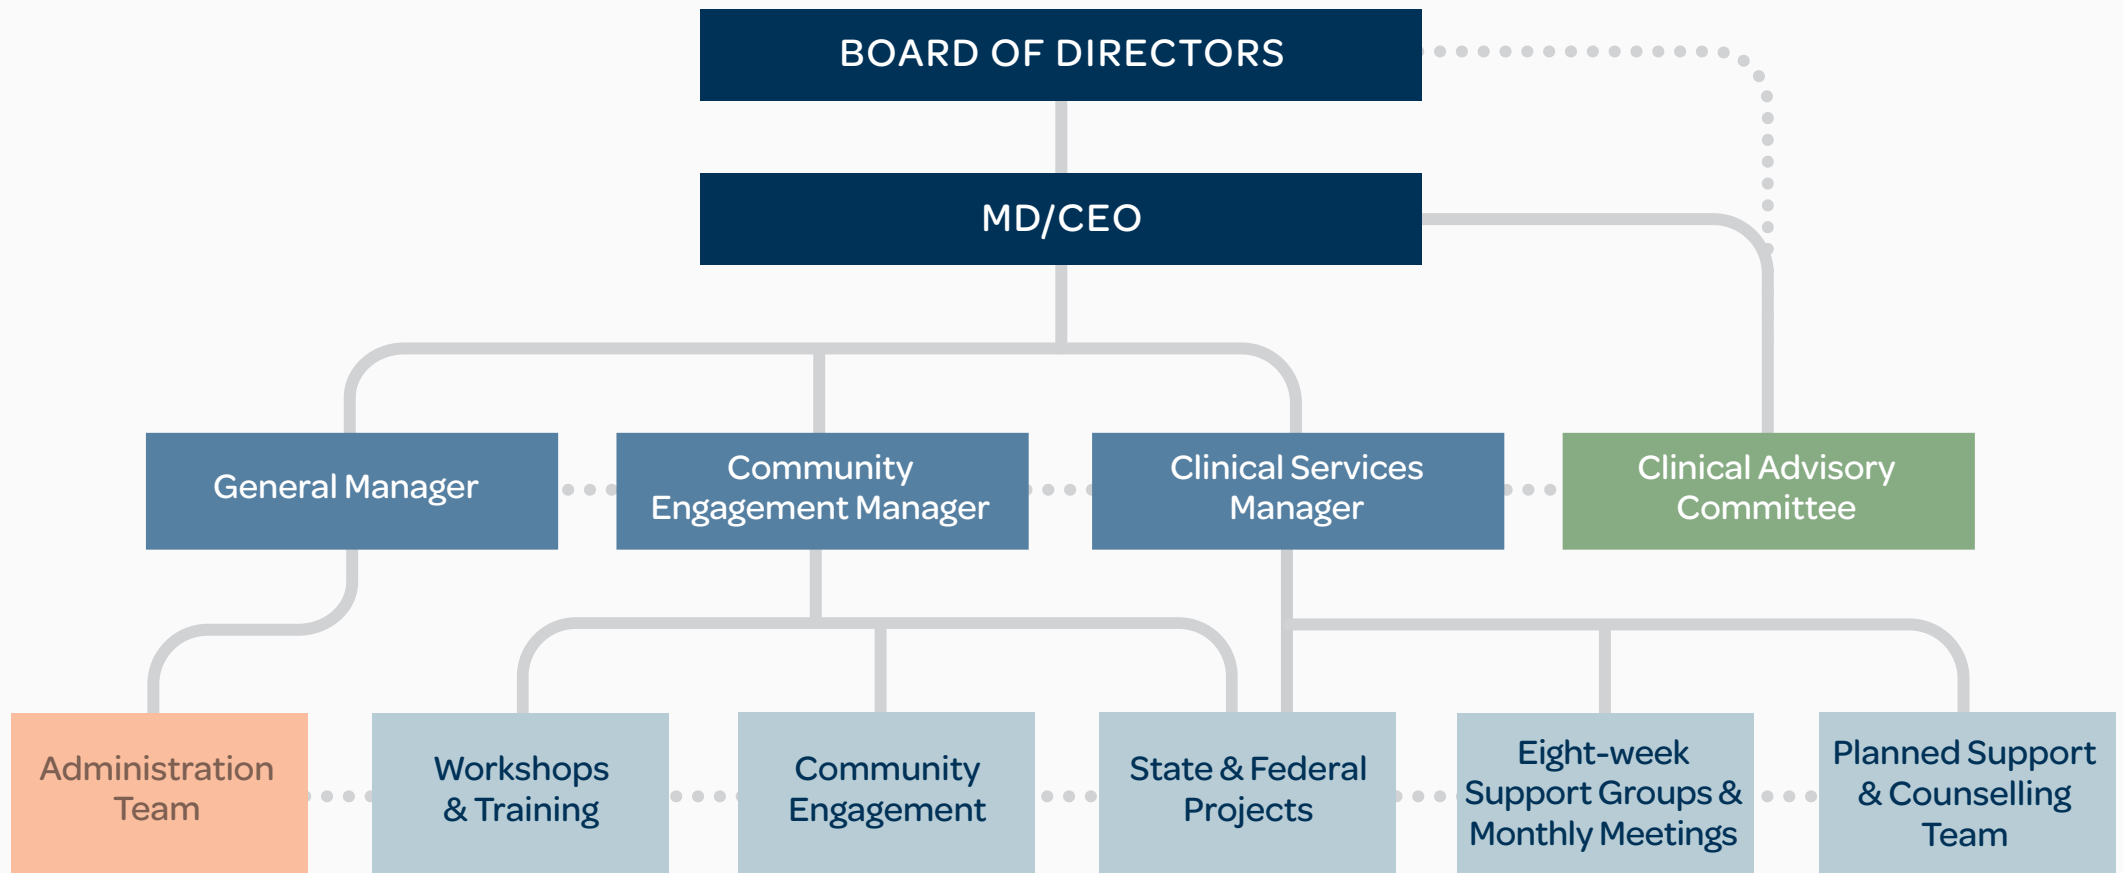 BOARD OF DIRECTORS
MD/CEO
General Manager
Community
Engagement Manager
Clinical Services
Manager
Clinical Advisory
Committee
Administration
Team
Workshops
& Training
Community
Engagement
State & Federal
Projects
Eight-week
Support Groups &
Monthly Meetings
Planned Support
& Counselling
Team